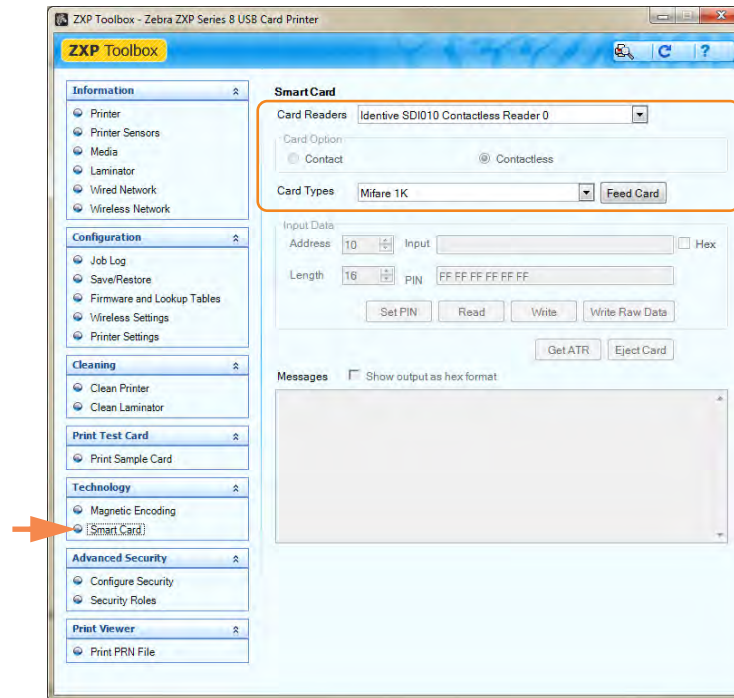 ZXP Toolbox - Zebra ZXP Series 8 USB Card Printer
ZXP Toolbox
Information
Printer
Printer Sensors
Media
Laminator
Wired Network
Wireless Network
Configuration
Job Log
Save/Restore
Firmware and Lookup Tables
Wireless Settings
Printer Settings
Cleaning
Clean Printer
Clean Laminator
Print Test Card
Print Sample Card
Technology
Magnetic Encoding
Smart Card
Advanced Security
Configure Security
Security Roles
Print Viewer
Print PRN File
Smart Card
Card Readers Identive SDI010 Contactless Reader 0
Card Option
Contact Contactless
Card Types Mifare 1K Feed Card
Input Data
Address 10 Input Hex
Length 16 PIN FF FF FF FF FF FF
Set PIN Read Write Write Raw Data
Get ATR Eject Card
Messages Show output as hex format